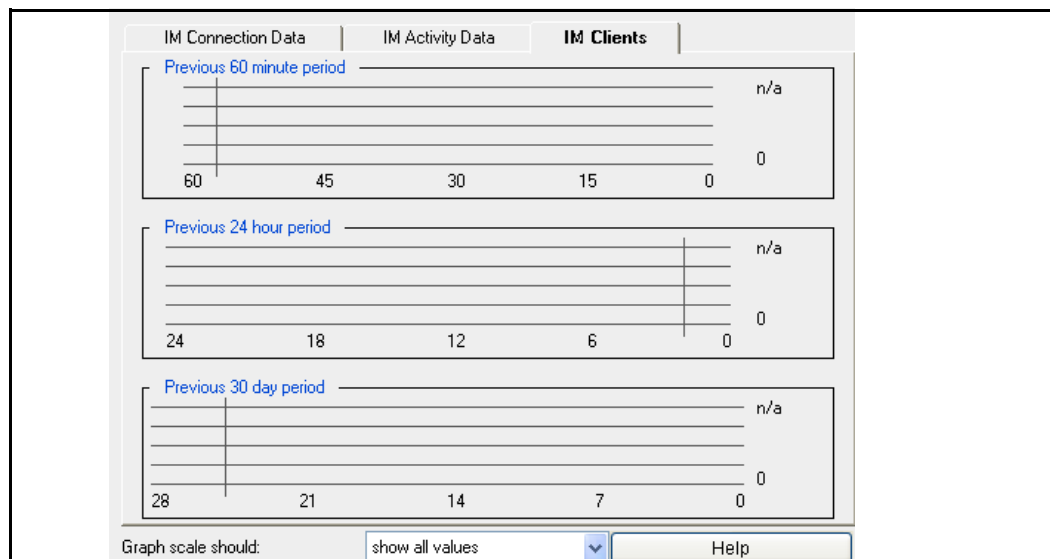 IM Connection Data IM Activity Data IM Clients
Previous 60 minute period
n/a
0
60 45 30 15 0
Previous 24 hour period
n/a
0
24 18 12 6 0
Previous 30 day period
n/a
0
28 21 14 7 0
Graph scale should: show all values Help